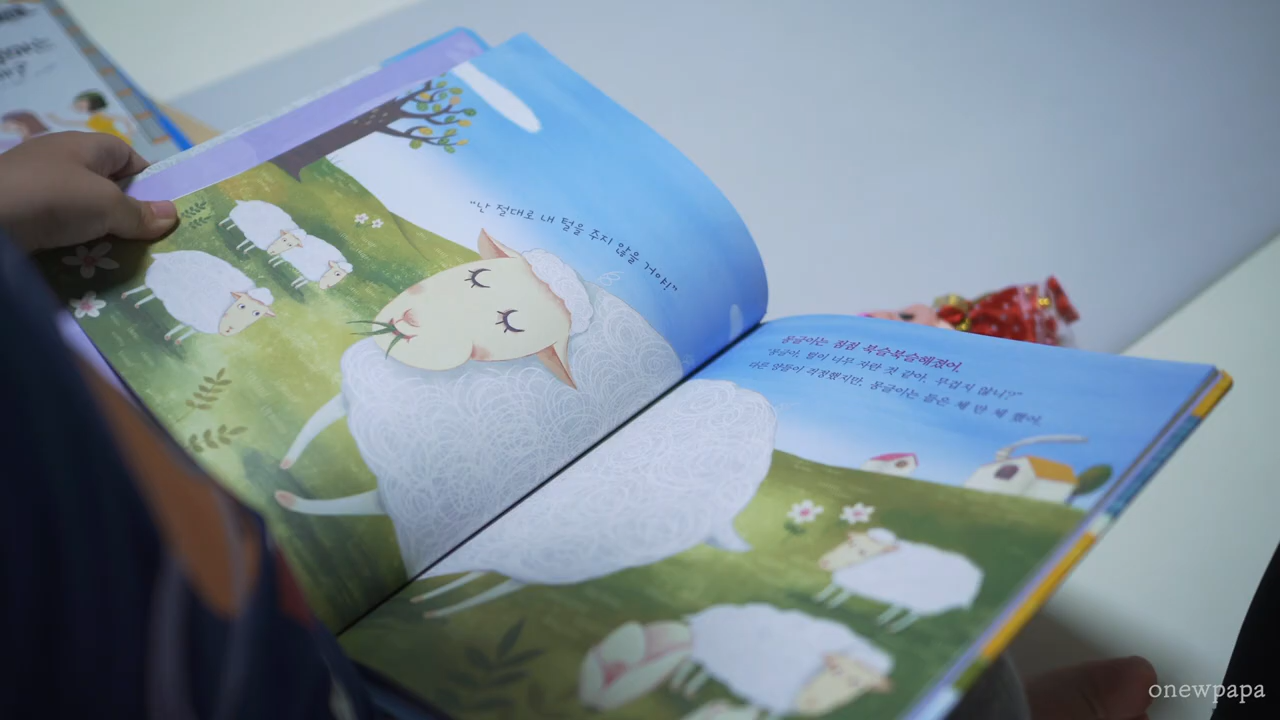 "난 절대로 내 털을 주지 않을 거야!"
몽글이는 점점 복슬복슬해졌어.
"몽글아, 털이 너무 자란 것 같아. 무겁지 않니?"
다른 양들이 걱정했지만, 몽글이는 들은 체 만 체 했어.
onewpapa